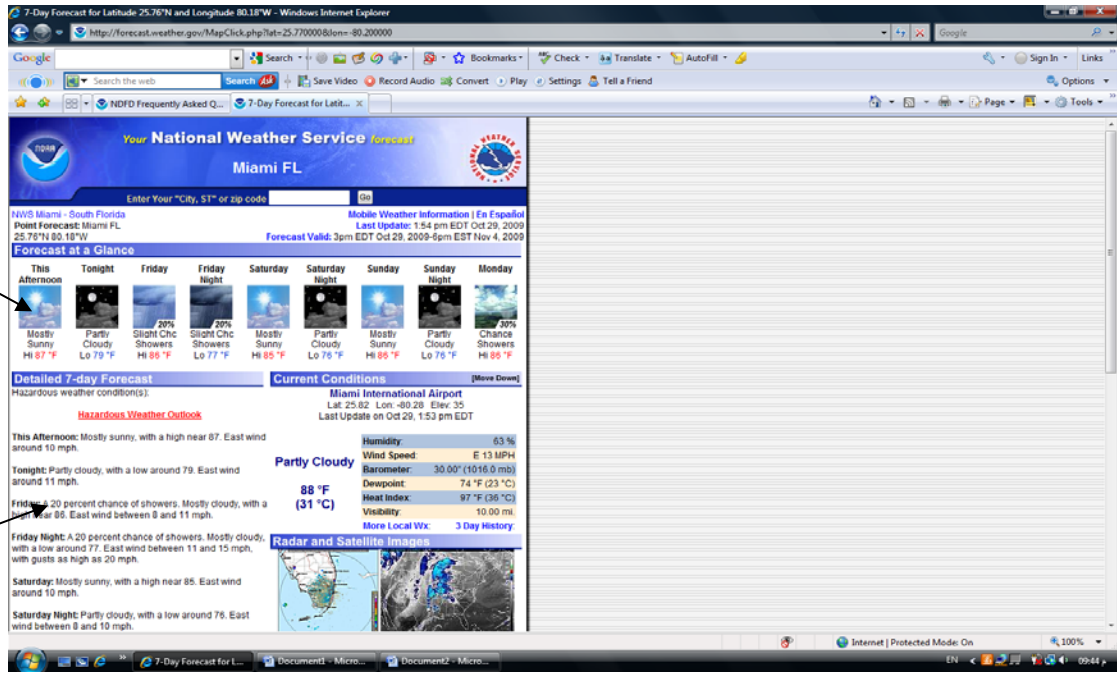 7-Day Forecast for Latitude 25.76°N and Longitude 80.18°W - Windows Internet Explorer
http://forecast.weather.gov/MapClick.php?lat=25.770000&lon=-80.200000
Google
Google Search Bookmarks Check Translate AutoFill Sign In Links
Search the web Search Save Video Record Audio Convert Play Settings Tell a Friend Options
NDFD Frequently Asked Q... 7-Day Forecast for Latit... Page Tools
NOAA
Your National Weather Service forecast
Miami FL
Enter Your "City, ST" or zip code Go
NWS Miami - South Florida
Point Forecast: Miami FL
25.76°N 80.18°W
Mobile Weather Information | En Español
Last Update: 1:54 pm EDT Oct 29, 2009
Forecast Valid: 3pm EDT Oct 29, 2009-6pm EST Nov 4, 2009
Forecast at a Glance
This Afternoon Tonight Friday Friday Night Saturday Saturday Night Sunday Sunday Night Monday
20% 20% 30%
Mostly Sunny Partly Cloudy Slight Chc Showers Slight Chc Showers Mostly Sunny Partly Cloudy Mostly Sunny Partly Cloudy Chance Showers
Hi 87 °F Lo 79 °F Hi 86 °F Lo 77 °F Hi 85 °F Lo 76 °F Hi 86 °F Lo 76 °F Hi 86 °F
Detailed 7-day Forecast
Hazardous weather condition(s):
Hazardous Weather Outlook
This Afternoon: Mostly sunny, with a high near 87. East wind
around 10 mph.
Tonight: Partly cloudy, with a low around 79. East wind
around 11 mph.
Friday: A 20 percent chance of showers. Mostly cloudy, with a
high near 86. East wind between 8 and 11 mph.
Friday Night: A 20 percent chance of showers. Mostly cloudy,
with a low around 77. East wind between 11 and 15 mph,
with gusts as high as 20 mph.
Saturday: Mostly sunny, with a high near 85. East wind
around 10 mph.
Saturday Night: Partly cloudy, with a low around 76. East
wind between 8 and 10 mph.
Current Conditions [Move Down]
Miami International Airport
Lat: 25.82 Lon: -80.28 Elev: 35
Last Update on Oct 29, 1:53 pm EDT
Partly Cloudy
88 °F
(31 °C)
Humidity: 63 %
Wind Speed: E 13 MPH
Barometer: 30.00" (1016.0 mb)
Dewpoint: 74 °F (23 °C)
Heat Index: 97 °F (36 °C)
Visibility: 10.00 mi.
More Local Wx: 3 Day History:
Radar and Satellite Images
Internet | Protected Mode: On 100%
7-Day Forecast for L... Document1 - Micro... Document2 - Micro... EN 09:44 م